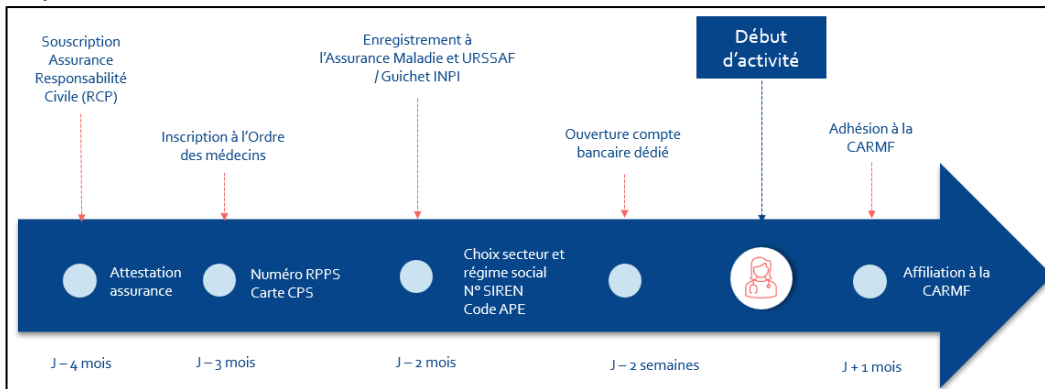 Souscription
Assurance
Responsabilité
Civile (RCP)
Inscription à l'Ordre
des médecins
Enregistrement à
l'Assurance Maladie et URSSAF
/ Guichet INPI
Ouverture compte
bancaire dédié
Début
d'activité
Adhésion à la
CARMF
Attestation
assurance
Numéro RPPS
Carte CPS
Choix secteur et
régime social
N° SIREN
Code APE
Affiliation à la
CARMF
J – 4 mois
J – 3 mois
J – 2 mois
J – 2 semaines
J + 1 mois